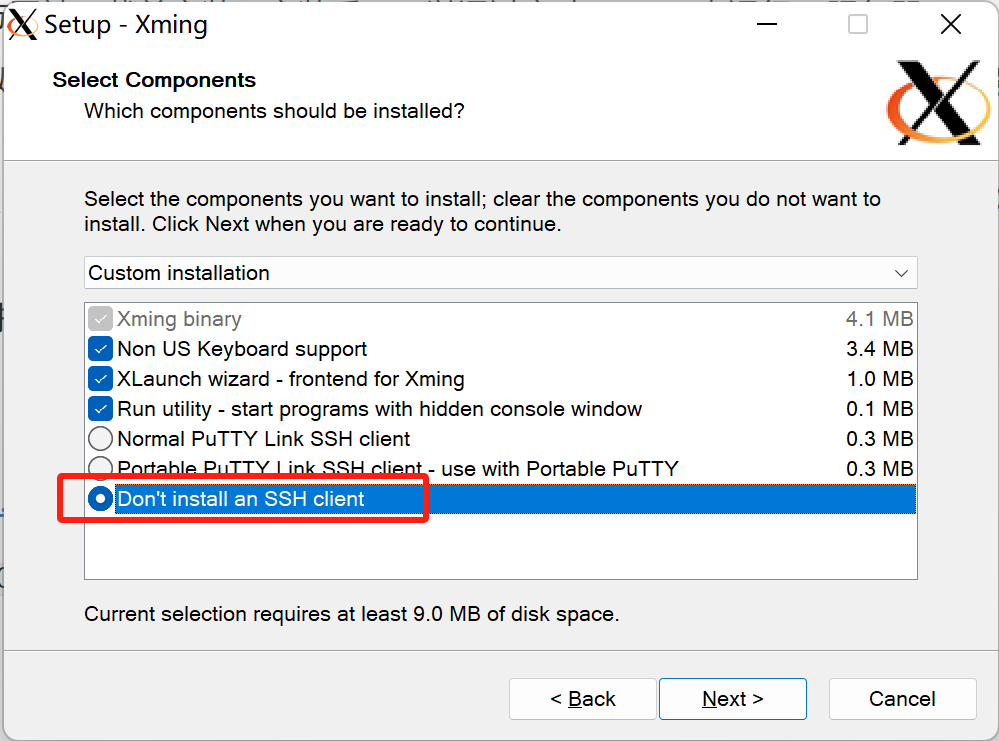 Setup - Xming
Select Components
Which components should be installed?
Select the components you want to install; clear the components you do not want to
install. Click Next when you are ready to continue.
Custom installation
Xming binary 4.1 MB
Non US Keyboard support 3.4 MB
XLaunch wizard - frontend for Xming 1.0 MB
Run utility - start programs with hidden console window 0.1 MB
Normal PuTTY Link SSH client 0.3 MB
Portable PuTTY Link SSH client - use with Portable PuTTY 0.3 MB
Don't install an SSH client
Current selection requires at least 9.0 MB of disk space.
< Back Next > Cancel